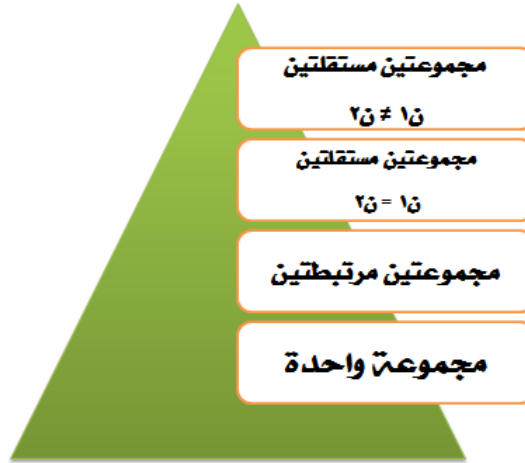 مجموعتين مستقلتين
ن١ ≠ ن٢
مجموعتين مستقلتين
ن١ = ن٢
مجموعتين مرتبطتين
مجموعة واحدة